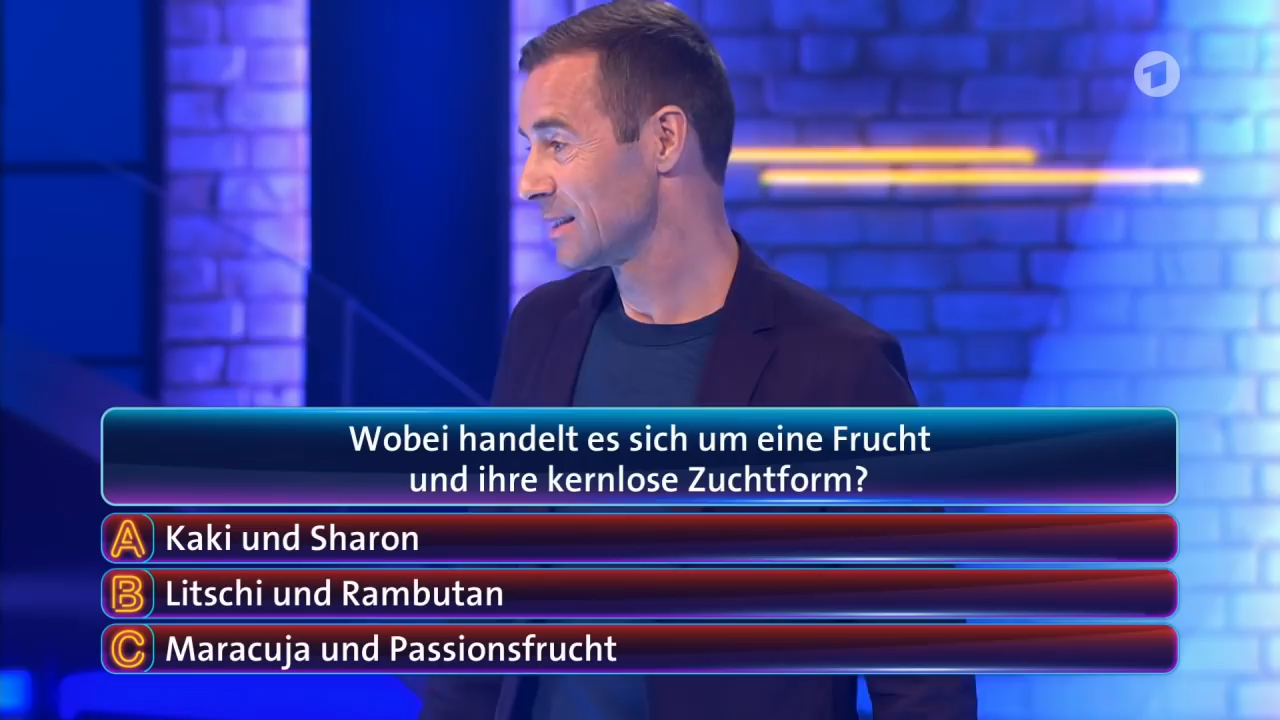 1
Wobei handelt es sich um eine Frucht
und ihre kernlose Zuchtform?
A Kaki und Sharon
B Litschi und Rambutan
C Maracuja und Passionsfrucht